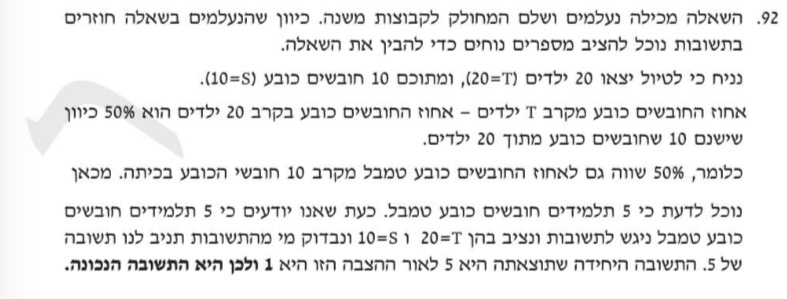 92. השאלה מכילה נעלמים ושלם המחולק לקבוצות משנה. כיוון שהנעלמים בשאלה חוזרים
בתשובות נוכל להציב מספרים נוחים כדי להבין את השאלה.
נניח כי לטיול יצאו 20 ילדים (T=20), ומתוכם 10 חובשים כובע (S=10).
אחוז החובשים כובע מקרב T ילדים – אחוז החובשים כובע בקרב 20 ילדים הוא 50% כיוון
שישנם 10 שחובשים כובע מתוך 20 ילדים.
כלומר, 50% שווה גם לאחוז החובשים כובע טמבל מקרב 10 חובשי הכובע בכיתה. מכאן
נוכל לדעת כי 5 תלמידים חובשים כובע טמבל. כעת שאנו יודעים כי 5 תלמידים חובשים
כובע טמבל ניגש לתשובות ונציב בהן T=20 ו S=10 ונבדוק מי מהתשובות תניב לנו תשובה
של 5. התשובה היחידה שתוצאתה היא 5 לאור ההצבה הזו היא 1 ולכן היא התשובה הנכונה.